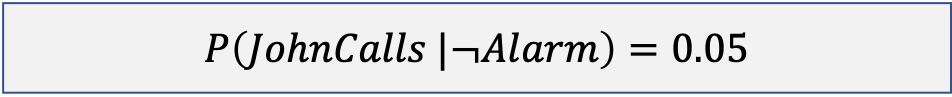 P(JohnCalls |¬Alarm) = 0.05